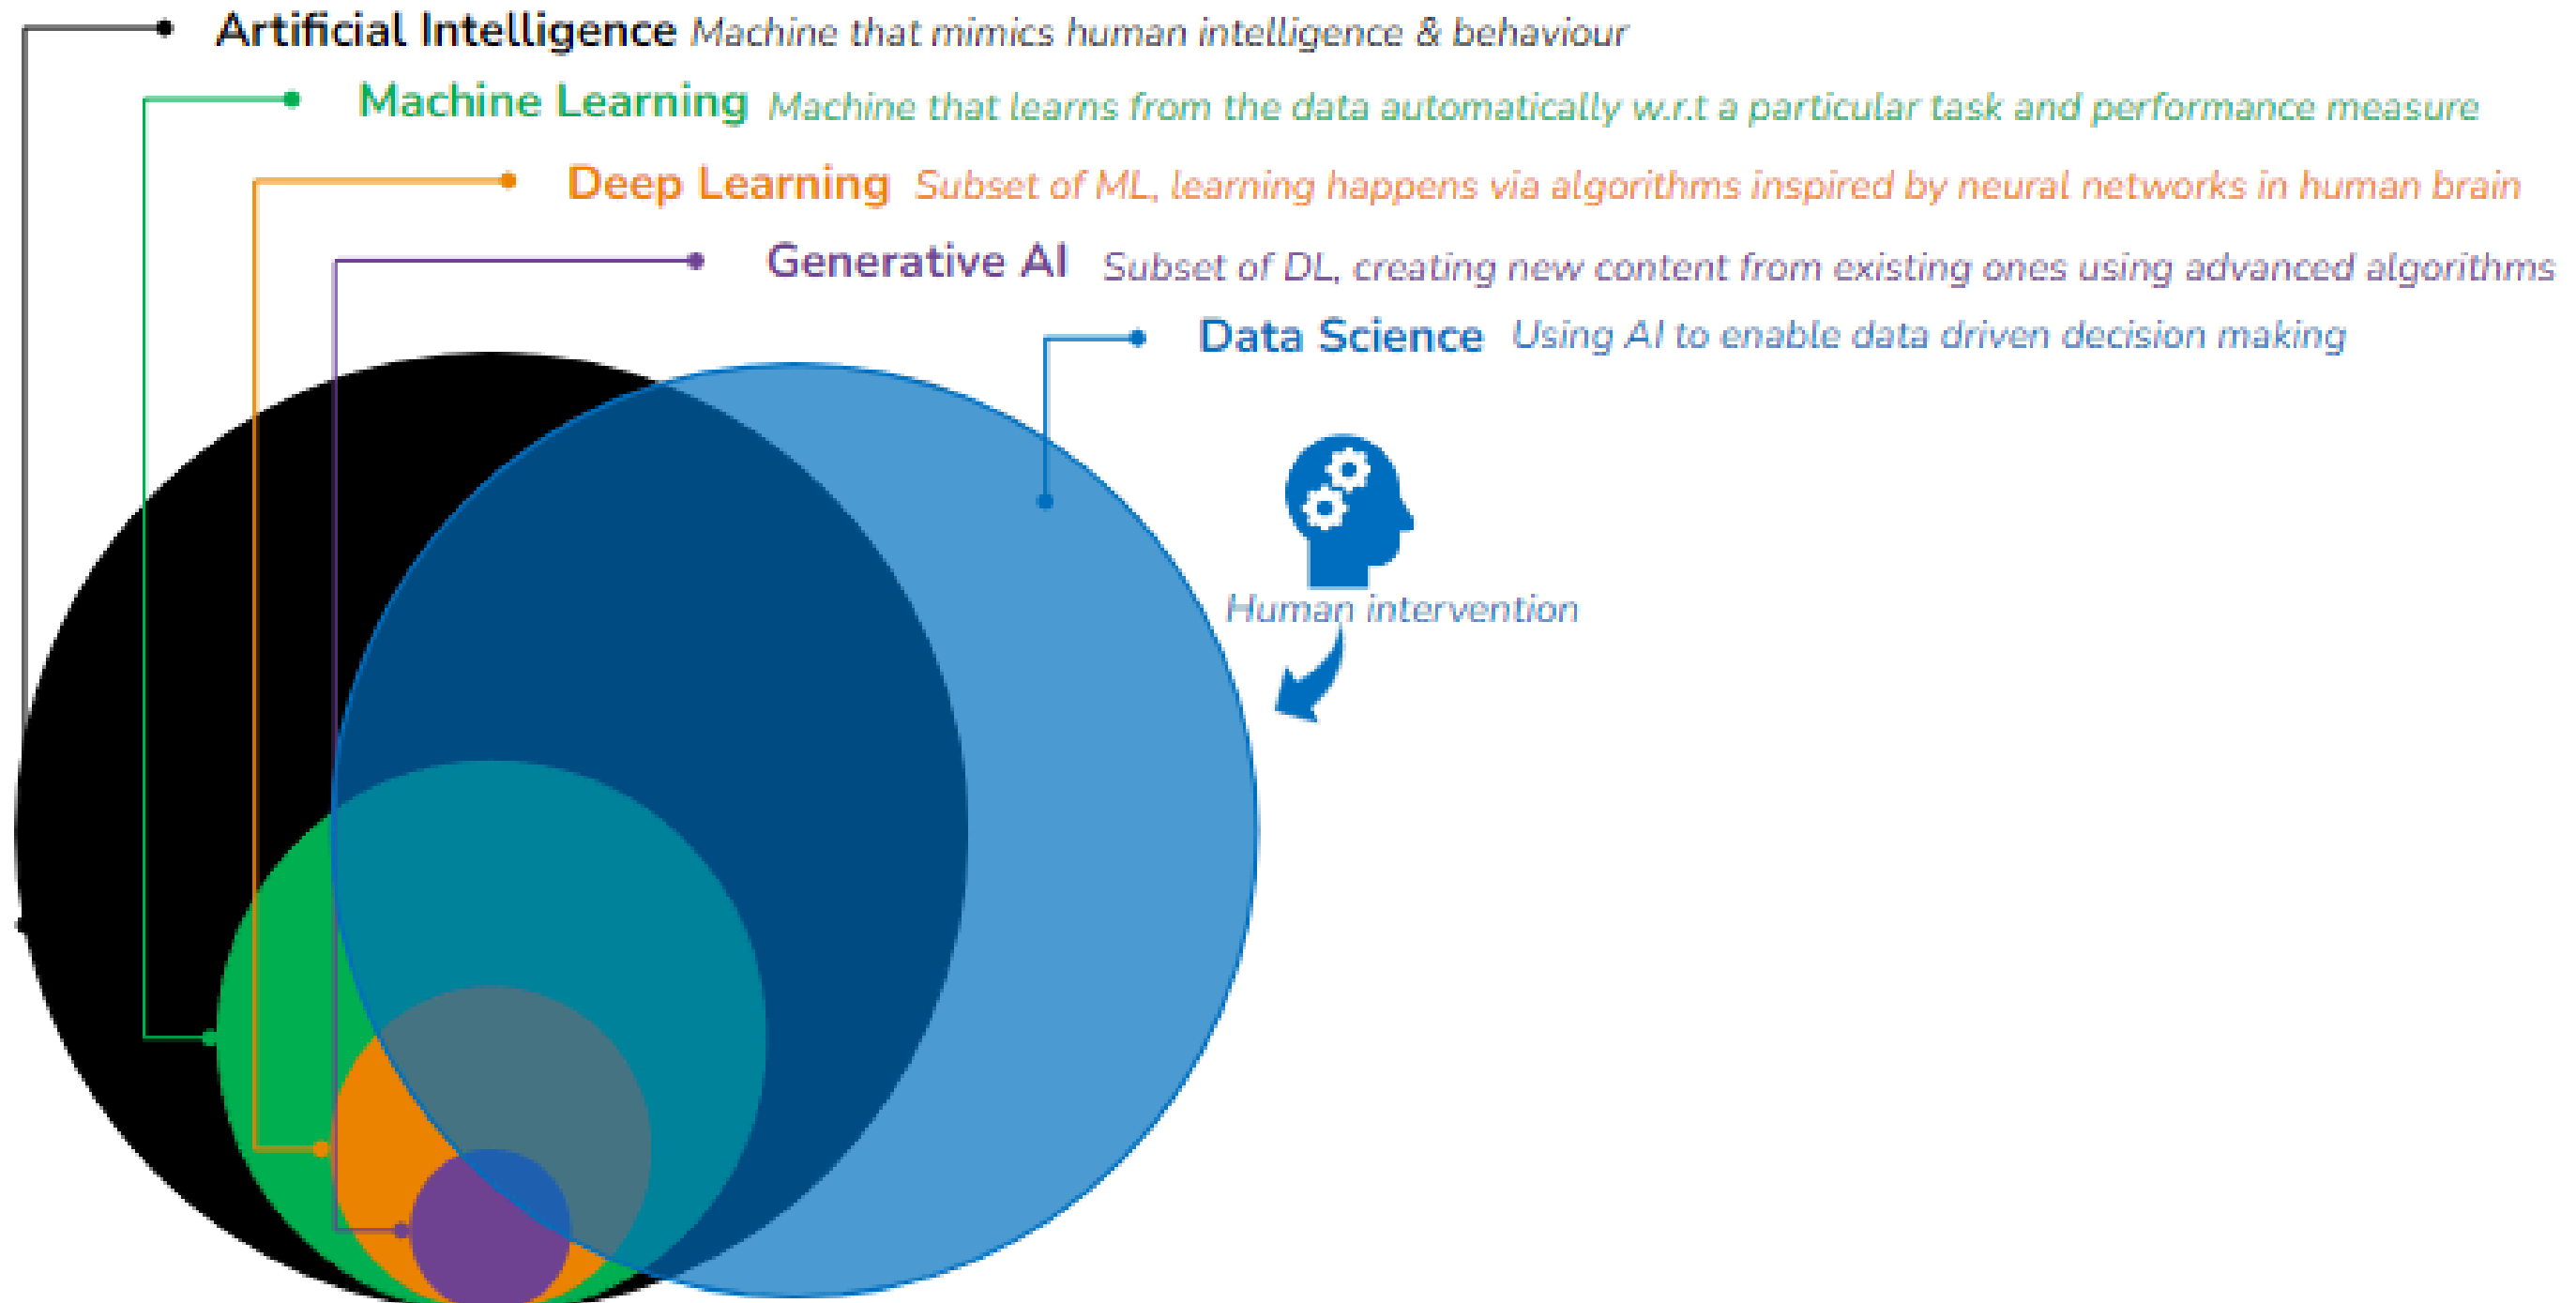 Artificial Intelligence Machine that mimics human intelligence & behaviour
Machine Learning Machine that learns from the data automatically w.r.t a particular task and performance measure
Deep Learning Subset of ML, learning happens via algorithms inspired by neural networks in human brain
Generative AI Subset of DL, creating new content from existing ones using advanced algorithms
Data Science Using AI to enable data driven decision making
Human intervention